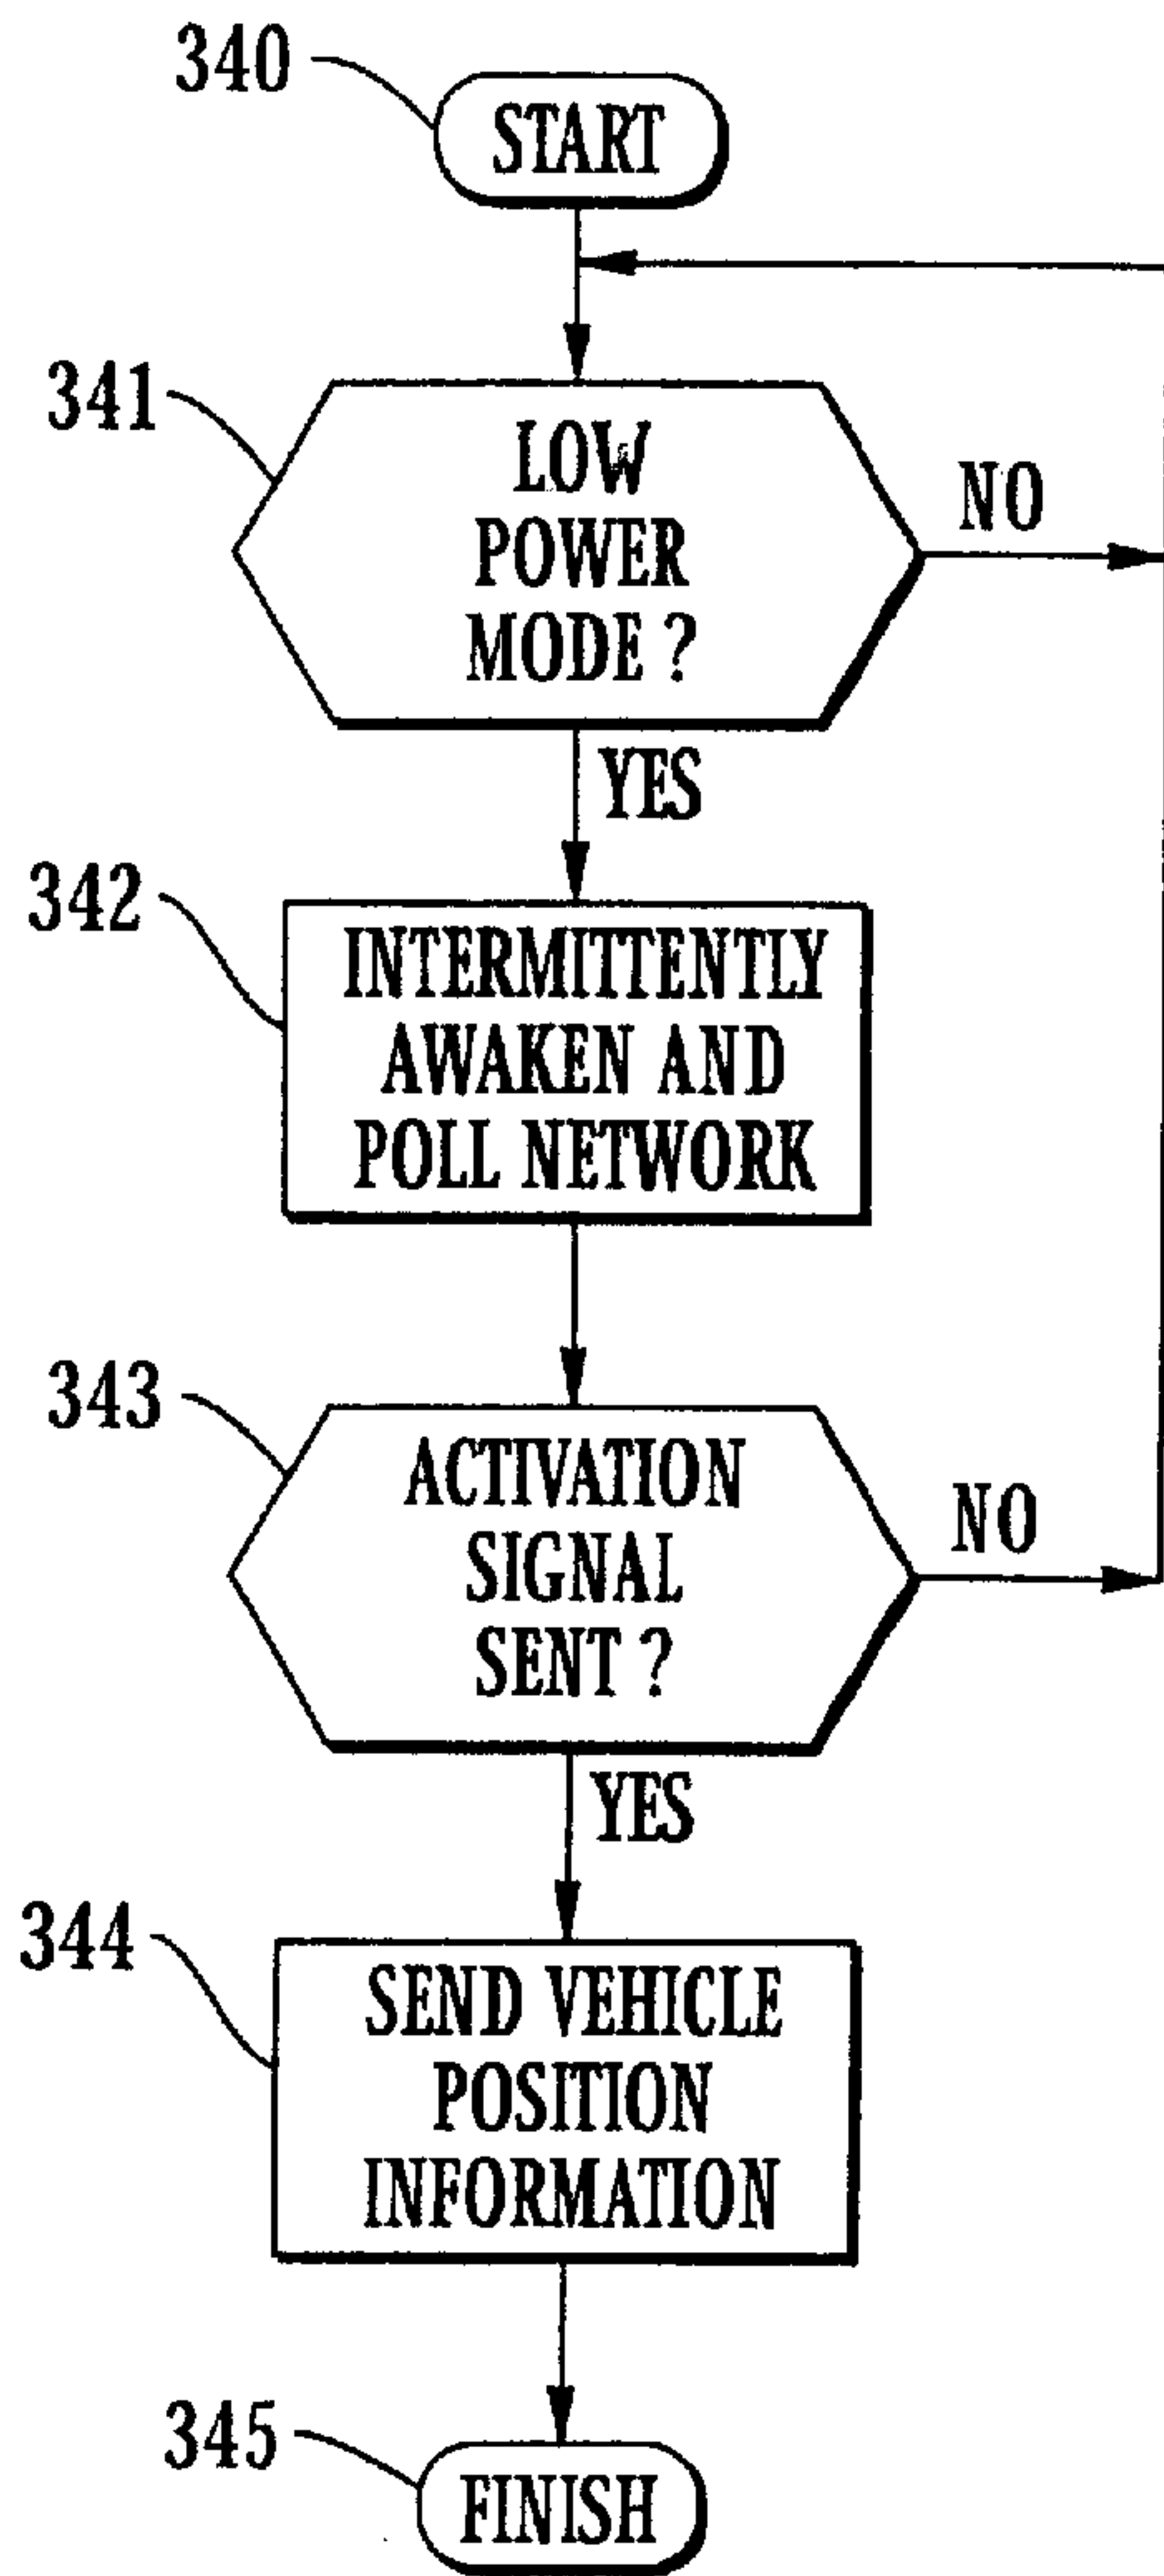 340
START
341
LOW
POWER
MODE ?
NO
YES
342
INTERMITTENTLY
AWAKEN AND
POLL NETWORK
343
ACTIVATION
SIGNAL
SENT ?
NO
YES
344
SEND VEHICLE
POSITION
INFORMATION
345
FINISH